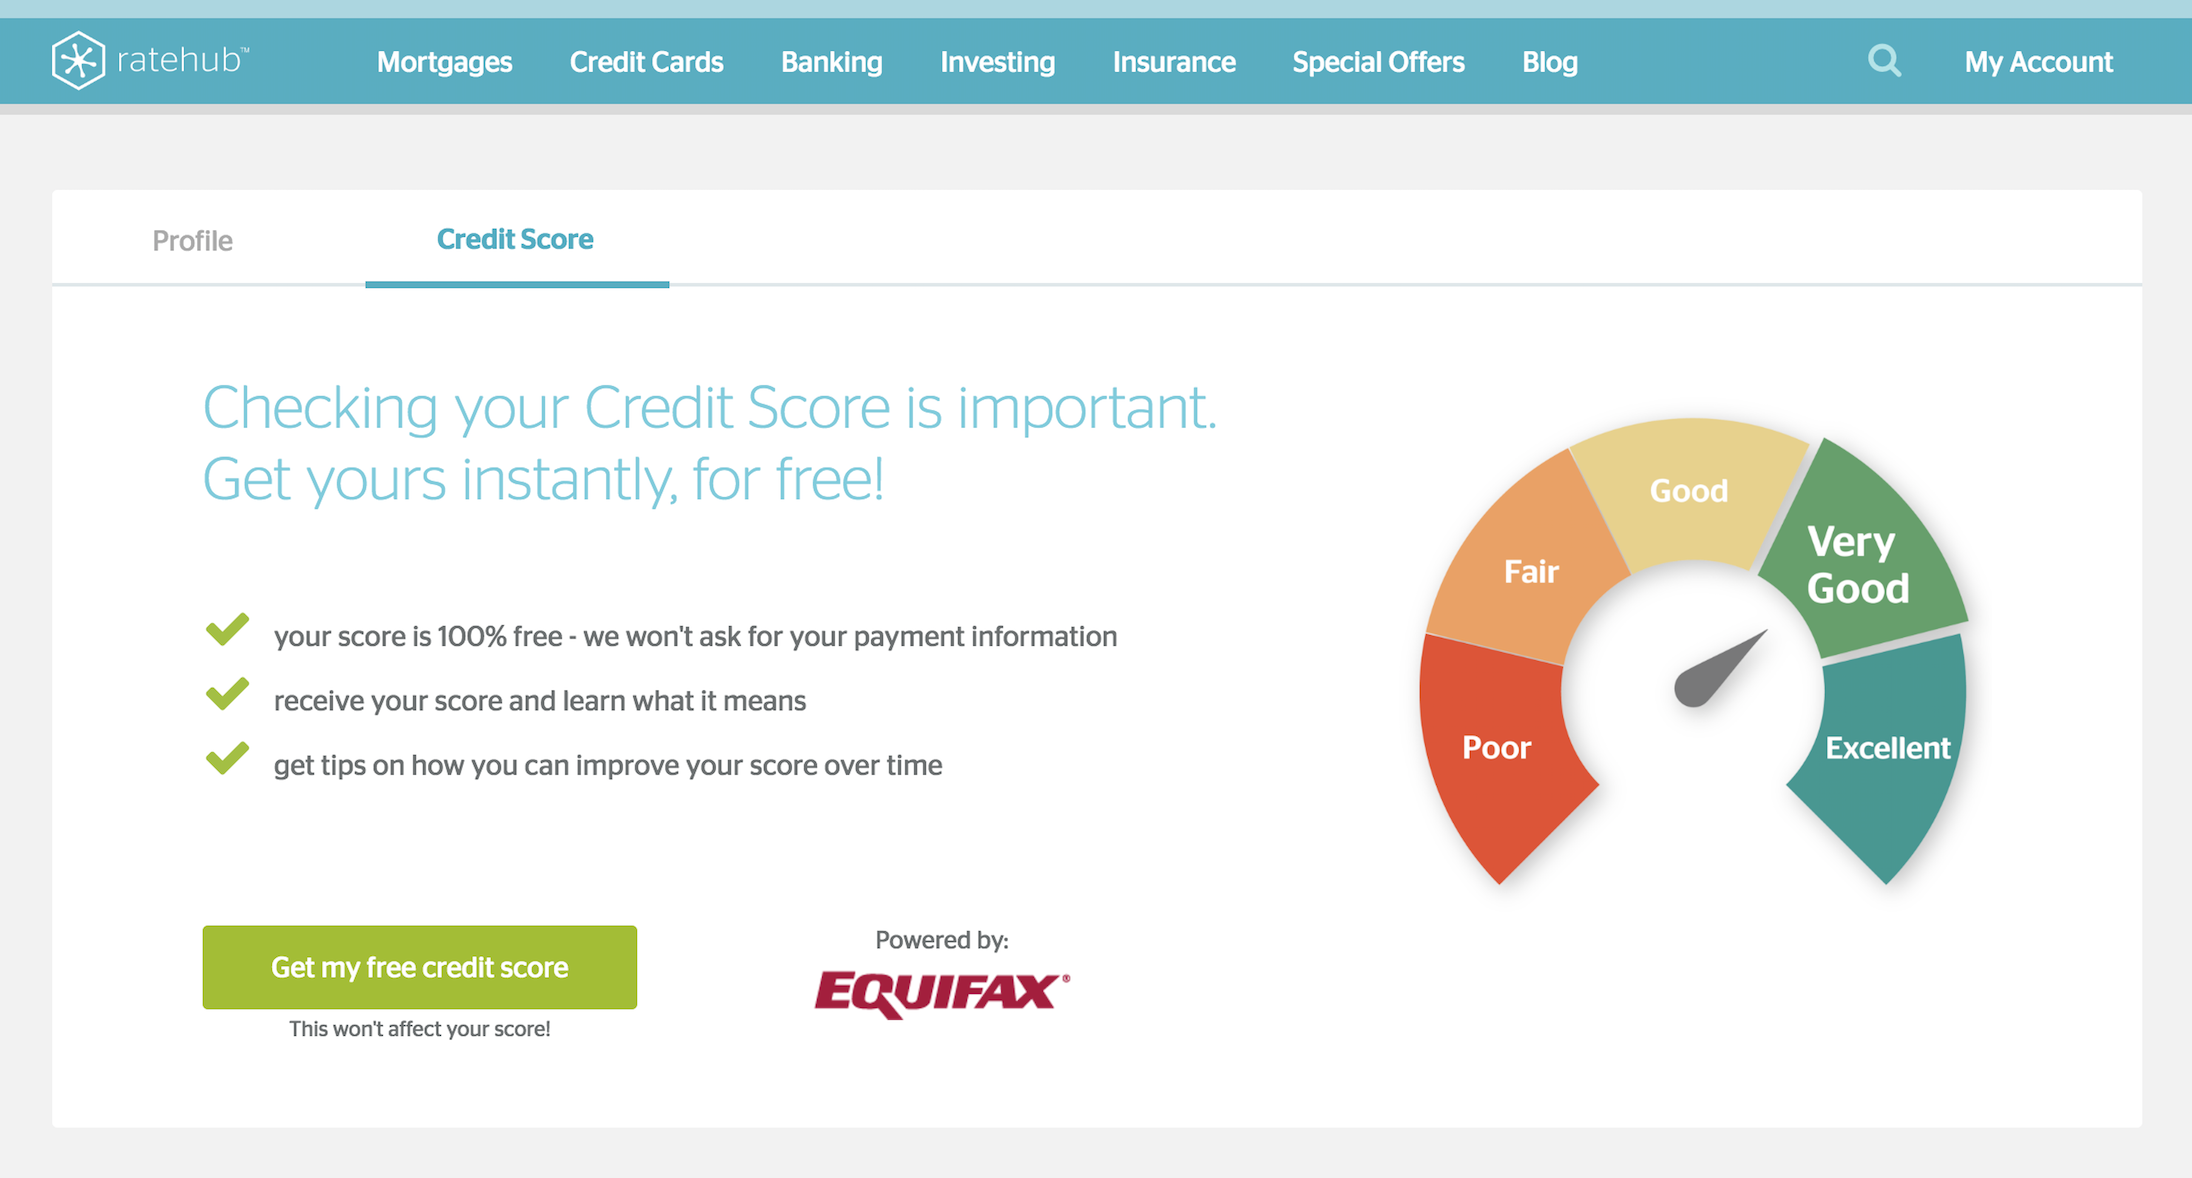 ratehub™ Mortgages Credit Cards Banking Investing Insurance Special Offers Blog My Account
Profile Credit Score
Checking your Credit Score is important.
Get yours instantly, for free!
your score is 100% free - we won't ask for your payment information
receive your score and learn what it means
get tips on how you can improve your score over time
Get my free credit score
This won't affect your score!
Powered by:
EQUIFAX®
Poor
Fair
Good
Very
Good
Excellent